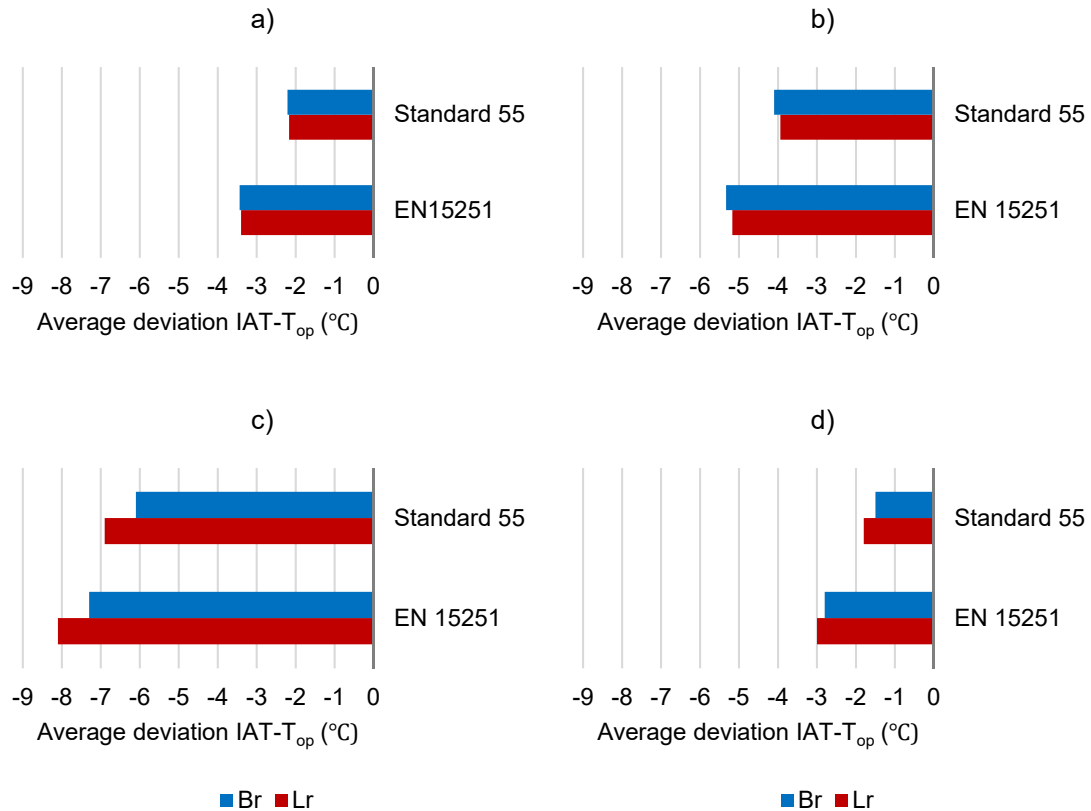 a)
Standard 55
EN15251
-9 -8 -7 -6 -5 -4 -3 -2 -1 0
Average deviation IAT-Top (°C)
b)
Standard 55
EN 15251
-9 -8 -7 -6 -5 -4 -3 -2 -1 0
Average deviation IAT-Top (°C)
c)
Standard 55
EN 15251
-9 -8 -7 -6 -5 -4 -3 -2 -1 0
Average deviation IAT-Top (°C)
Br Lr
d)
Standard 55
EN 15251
-9 -8 -7 -6 -5 -4 -3 -2 -1 0
Average deviation IAT-Top (°C)
Br Lr